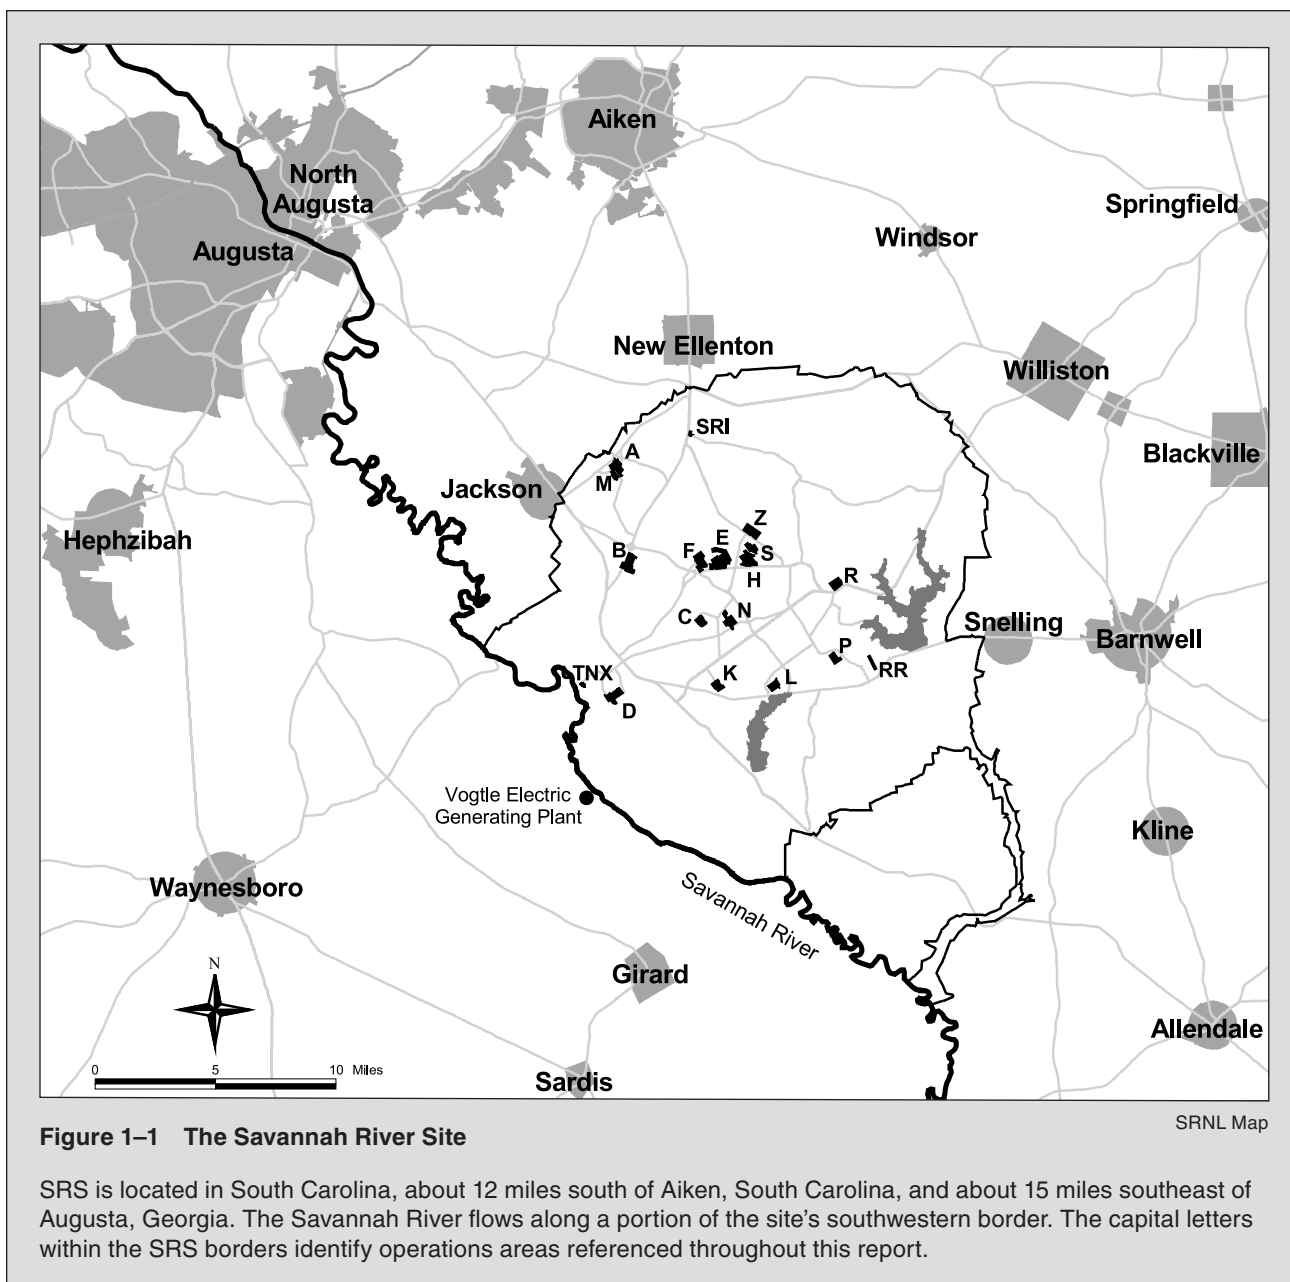 Aiken
North
Augusta
Springfield
Augusta
Windsor
New Ellenton
Williston
SRI
Blackville
A
M
Jackson
Hephzibah
Z
B
F
E
S
H
R
C
N
Snelling
Barnwell
P
RR
TNX
K
L
D
Vogtle Electric
Generating Plant
Kline
Waynesboro
Savannah River
Girard
N
Allendale
0 5 10 Miles
Sardis
SRNL Map
Figure 1–1 The Savannah River Site
SRS is located in South Carolina, about 12 miles south of Aiken, South Carolina, and about 15 miles southeast of
Augusta, Georgia. The Savannah River flows along a portion of the site's southwestern border. The capital letters
within the SRS borders identify operations areas referenced throughout this report.